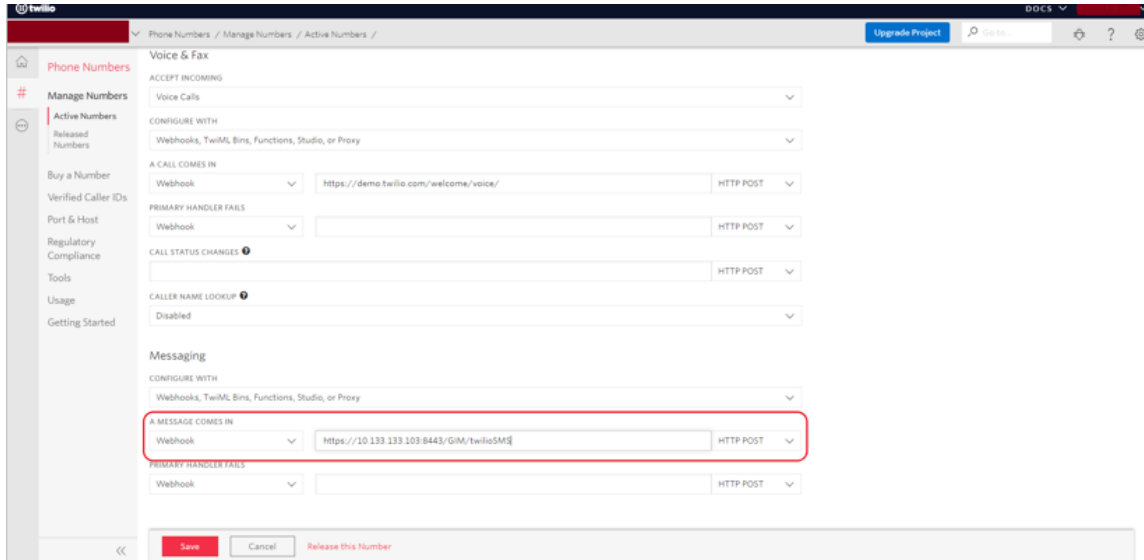 twilio
DOCS
Phone Numbers / Manage Numbers / Active Numbers /
Upgrade Project
Go to...
?
Phone Numbers
#
Manage Numbers
Active Numbers
Released
Numbers
Buy a Number
Verified Caller IDs
Port & Host
Regulatory
Compliance
Tools
Usage
Getting Started
Voice & Fax
ACCEPT INCOMING
Voice Calls
CONFIGURE WITH
Webhooks, TwiML Bins, Functions, Studio, or Proxy
A CALL COMES IN
Webhook https://demo.twilio.com/welcome/voice/ HTTP POST
PRIMARY HANDLER FAILS
Webhook HTTP POST
CALL STATUS CHANGES ?
HTTP POST
CALLER NAME LOOKUP ?
Disabled
Messaging
CONFIGURE WITH
Webhooks, TwiML Bins, Functions, Studio, or Proxy
A MESSAGE COMES IN
Webhook https://10.133.133.103:8443/GIM/twilioSMS HTTP POST
PRIMARY HANDLER FAILS
Webhook HTTP POST
Save Cancel Release this Number